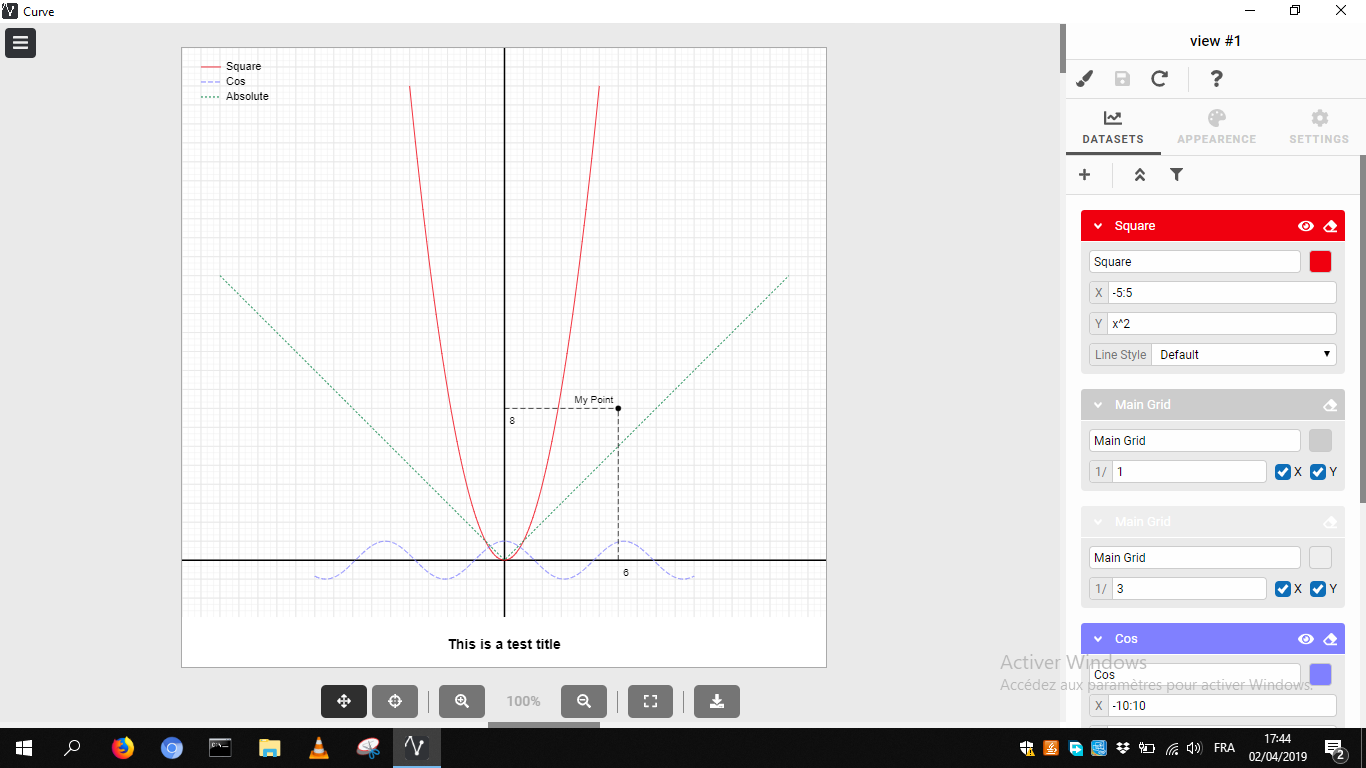 Curve
view #1
Square
Cos
Absolute
DATASETS
APPEARENCE
SETTINGS
Square
Square
X -5:5
Y x^2
Line Style Default
Main Grid
Main Grid
1/ 1 X Y
Main Grid
Main Grid
1/ 3 X Y
Cos
Cos
X -10:10
My Point
8
6
This is a test title
100%
Activer Windows
Accédez aux paramètres pour activer Windows.
FRA
17:44
02/04/2019
2